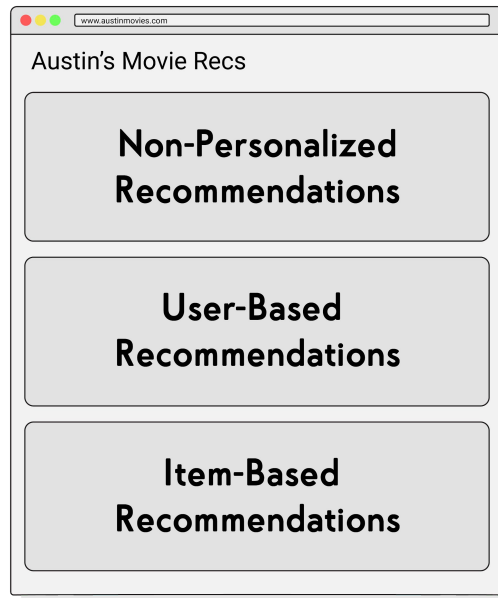 www.austinmovies.com
Austin’s Movie Recs
Non-Personalized
Recommendations
User-Based
Recommendations
Item-Based
Recommendations